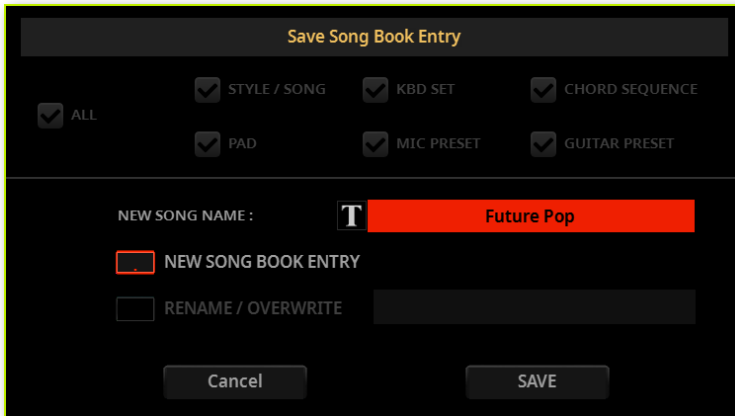 Save Song Book Entry
STYLE / SONG KBD SET CHORD SEQUENCE
ALL
PAD MIC PRESET GUITAR PRESET
NEW SONG NAME : T Future Pop
NEW SONG BOOK ENTRY
RENAME / OVERWRITE
Cancel SAVE